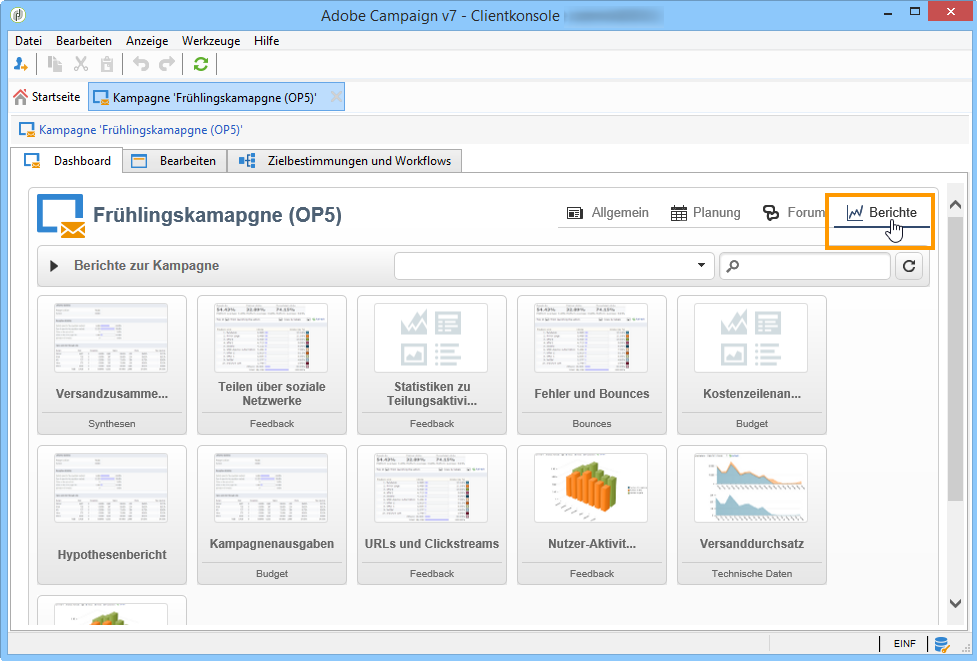 Adobe Campaign v7 - Clientkonsole
Datei Bearbeiten Anzeige Werkzeuge Hilfe
Startseite Kampagne 'Frühlingskamapgne (OP5)'
Kampagne 'Frühlingskamapgne (OP5)'
Dashboard Bearbeiten Zielbestimmungen und Workflows
Frühlingskamapgne (OP5) Allgemein Planung Forum Berichte
Berichte zur Kampagne
Versandzusamme...
Synthesen
Teilen über soziale
Netzwerke
Feedback
Statistiken zu
Teilungsaktivi...
Feedback
Fehler und Bounces
Bounces
Kostenzeilenan...
Budget
Hypothesenbericht
Kampagnenausgaben
Budget
URLs und Clickstreams
Feedback
Nutzer-Aktivit...
Feedback
Versanddurchsatz
Technische Daten
EINF